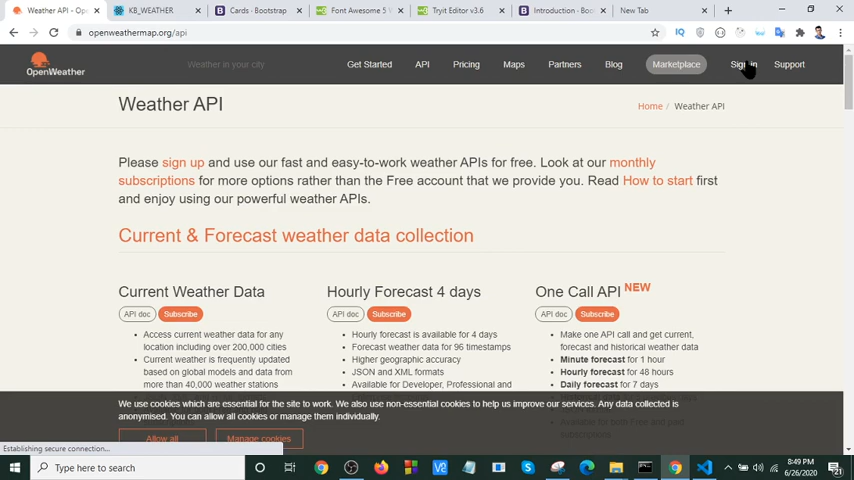 Weather API - Ope
KB_WEATHER
Cards · Bootstrap
Font Awesome 5
Tryit Editor v3.6
Introduction · Boo
New Tab
openweathermap.org/api
OpenWeather
Weather in your city
Get Started
API
Pricing
Maps
Partners
Blog
Marketplace
Sign in
Support
Weather API
Home / Weather API
Please sign up and use our fast and easy-to-work weather APIs for free. Look at our monthly
subscriptions for more options rather than the Free account that we provide you. Read How to start first
and enjoy using our powerful weather APIs.
Current & Forecast weather data collection
Current Weather Data
API doc Subscribe
• Access current weather data for any
location including over 200,000 cities
• Current weather is frequently updated
based on global models and data from
more than 40,000 weather stations
Hourly Forecast 4 days
API doc Subscribe
• Hourly forecast is available for 4 days
• Forecast weather data for 96 timestamps
• Higher geographic accuracy
• JSON and XML formats
• Available for Developer, Professional and
One Call API NEW
API doc Subscribe
• Make one API call and get current,
forecast and historical weather data
• Minute forecast for 1 hour
• Hourly forecast for 48 hours
• Daily forecast for 7 days
• Available for both Free and paid
subscriptions
We use cookies which are essential for the site to work. We also use non-essential cookies to help us improve our services. Any data collected is
anonymised. You can allow all cookies or manage them individually.
Allow all
Manage cookies
Establishing secure connection...
Type here to search
8:49 PM
6/26/2020
21